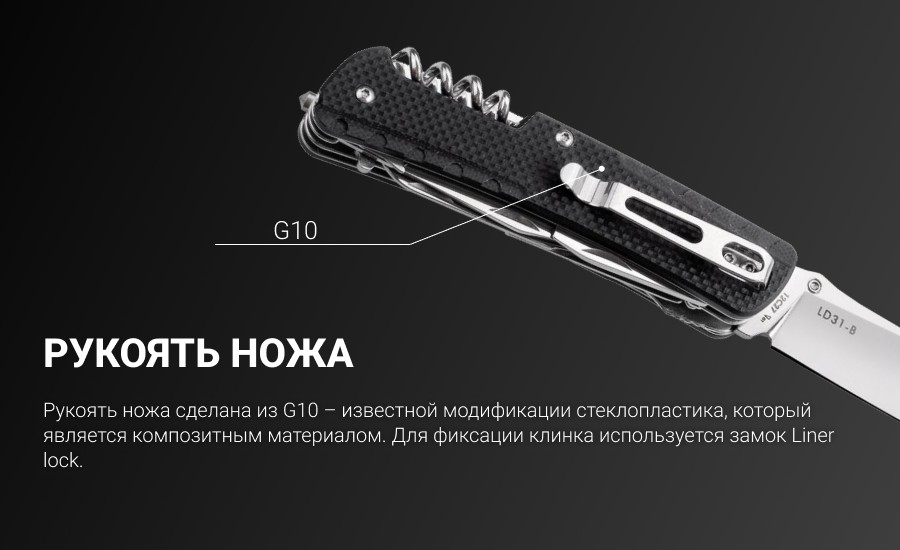 G10
12C27
LD31-B
РУКОЯТЬ НОЖА
Рукоять ножа сделана из G10 – известной модификации стеклопластика, который
является композитным материалом. Для фиксации клинка используется замок Liner
lock.